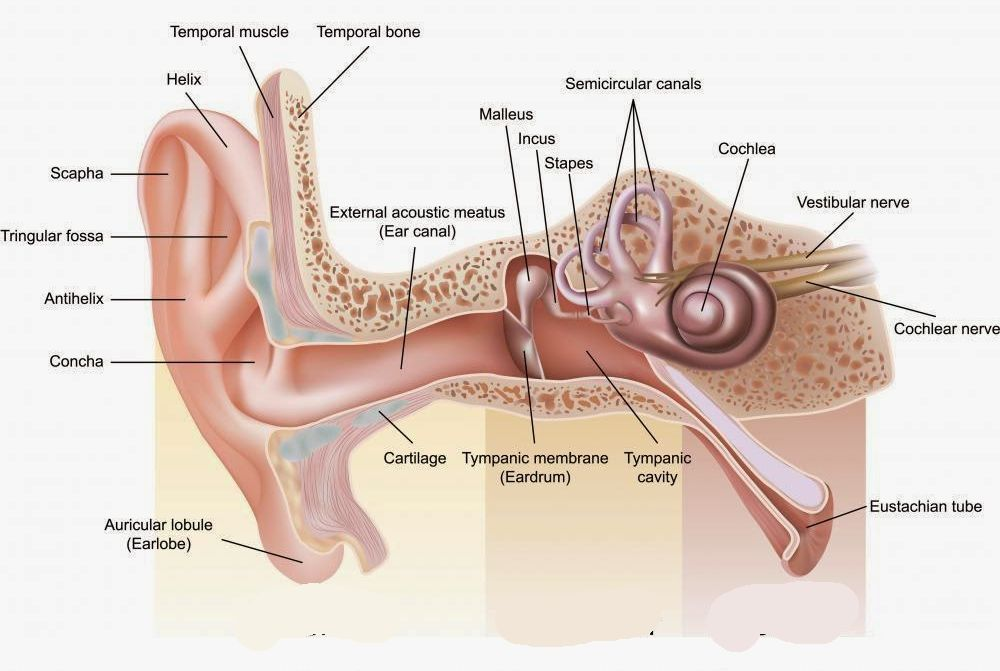 Temporal muscle
Temporal bone
Helix
Semicircular canals
Malleus
Incus
Stapes
Cochlea
Scapha
Vestibular nerve
External acoustic meatus
(Ear canal)
Tringular fossa
Antihelix
Cochlear nerve
Concha
Cartilage
Tympanic membrane
(Eardrum)
Tympanic
cavity
Eustachian tube
Auricular lobule
(Earlobe)